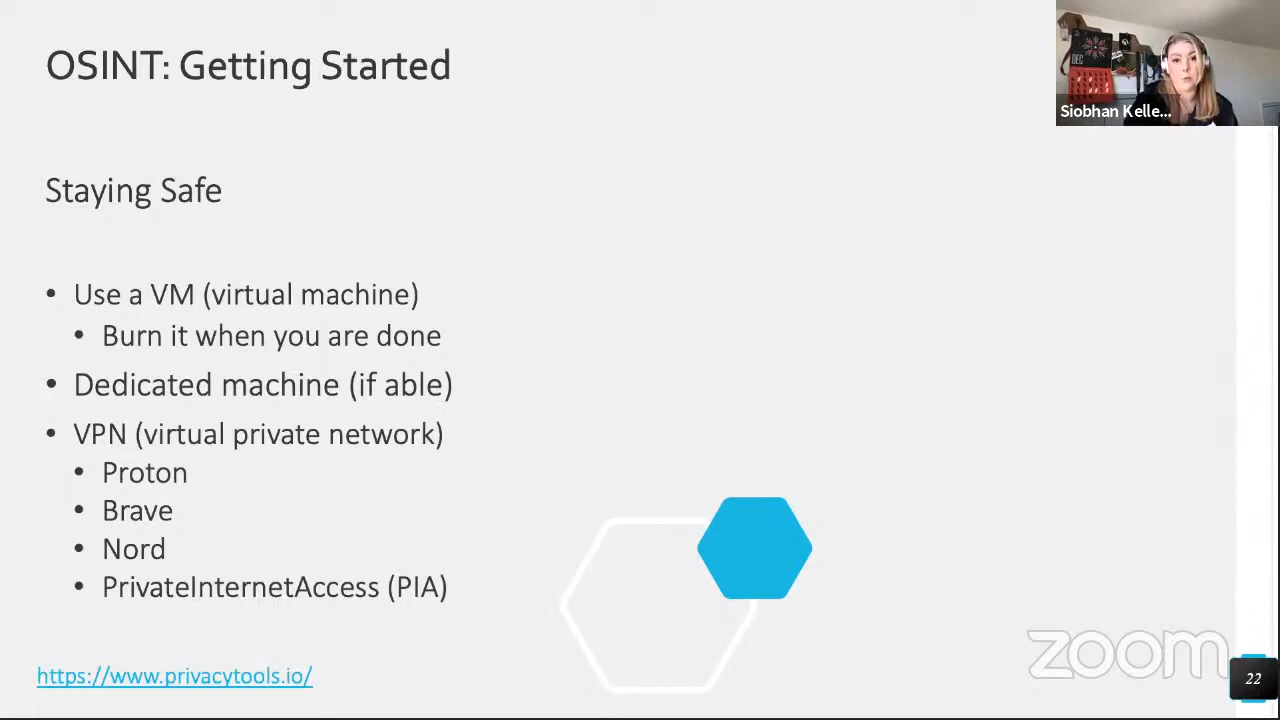 OSINT: Getting Started
Siobhan Kelle...
Staying Safe
• Use a VM (virtual machine)
• Burn it when you are done
• Dedicated machine (if able)
• VPN (virtual private network)
• Proton
• Brave
• Nord
• PrivateInternetAccess (PIA)
https://www.privacytools.io/
zoom
22
DEC